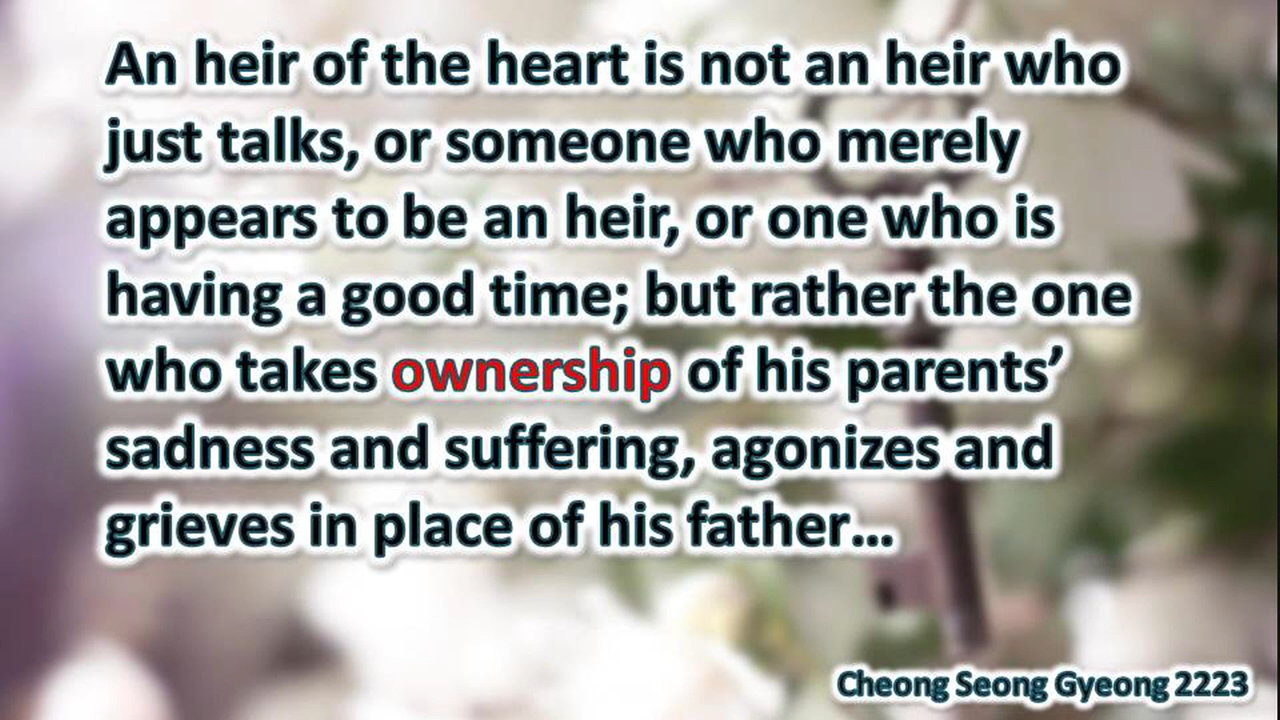 An heir of the heart is not an heir who
just talks, or someone who merely
appears to be an heir, or one who is
having a good time; but rather the one
who takes ownership of his parents’
sadness and suffering, agonizes and
grieves in place of his father…
Cheong Seong Gyeong 2223